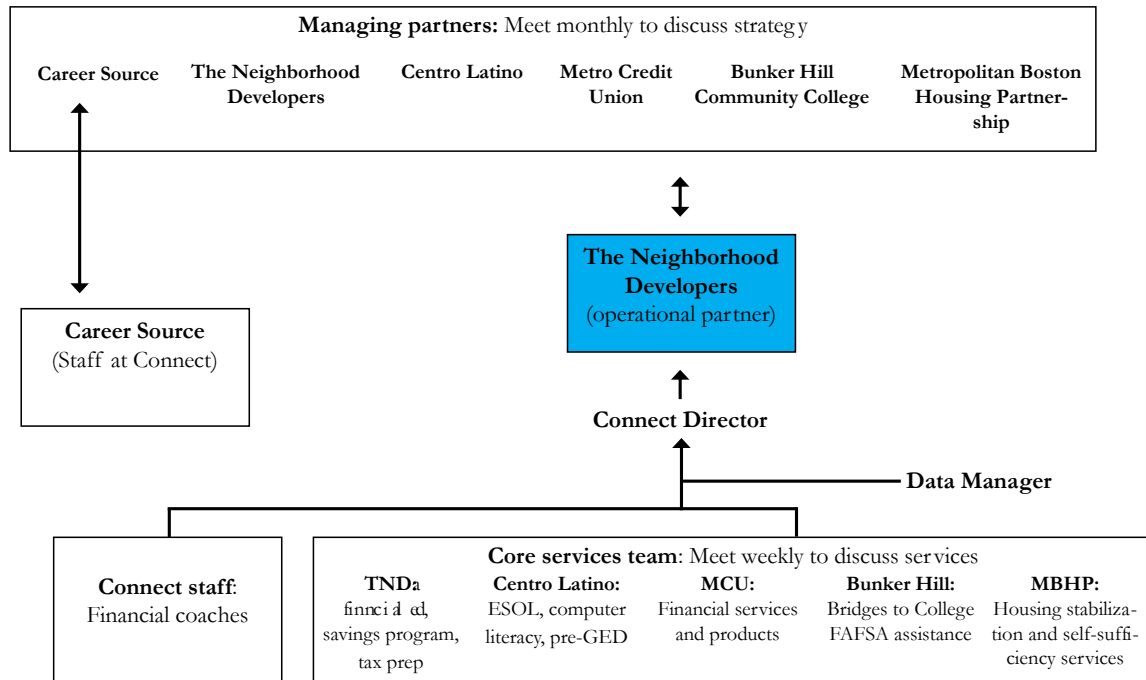 Managing partners: Meet monthly to discuss strategy
Career Source
The Neighborhood
Developers
Centro Latino
Metro Credit
Union
Bunker Hill
Community College
Metropolitan Boston
Housing Partner-
ship
The Neighborhood
Developers
(operational partner)
Career Source
(Staff at Connect)
Connect Director
Data Manager
Connect staff:
Financial coaches
Core services team: Meet weekly to discuss services
TNDa
ed,
savings program,
tax prep
Centro Latino:
ESOL, computer
literacy, pre-GED
MCU:
Financial services
and products
Bunker Hill:
Bridges to College
FAFSA assistance
MBHP:
Housing stabiliza-
tion and self-suffi-
ciency services